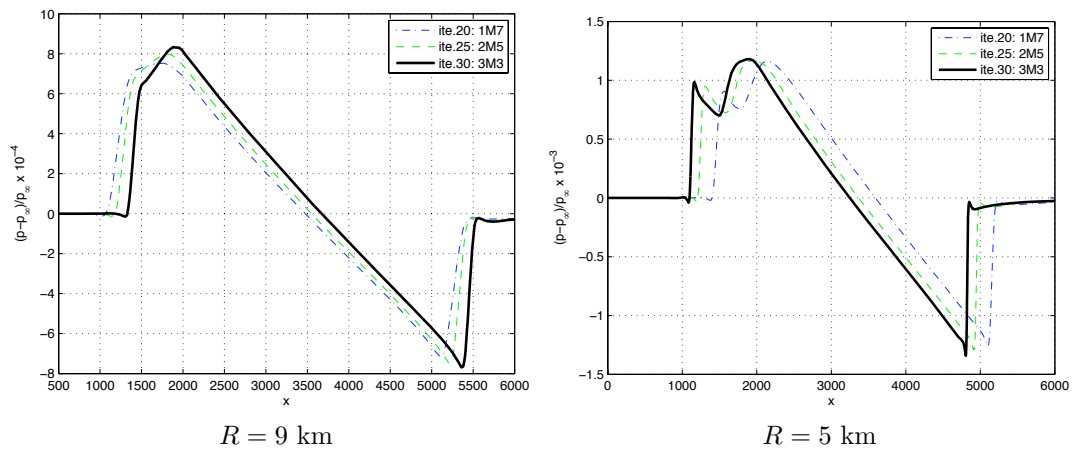 10
8
6
4
2
0
−2
−4
−6
−8
500 1000 1500 2000 2500 3000 3500 4000 4500 5000 5500 6000
x
(p−p∞)/p∞ x 10⁻⁴
ite.20: 1M7
ite.25: 2M5
ite.30: 3M3
R = 9 km
1.5
1
0.5
0
−0.5
−1
−1.5
0 1000 2000 3000 4000 5000 6000
x
(p−p∞)/p∞ x 10⁻³
ite.20: 1M7
ite.25: 2M5
ite.30: 3M3
R = 5 km